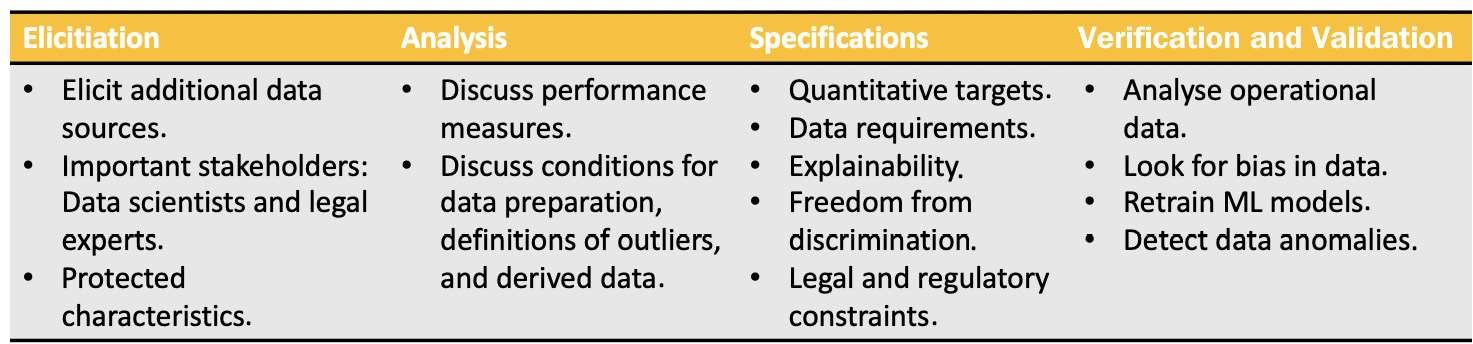 Elicitiation
Analysis
Specifications
Verification and Validation
• Elicit additional data
sources.
• Important stakeholders:
Data scientists and legal
experts.
• Protected
characteristics.
• Discuss performance
measures.
• Discuss conditions for
data preparation,
definitions of outliers,
and derived data.
• Quantitative targets.
• Data requirements.
• Explainability.
• Freedom from
discrimination.
• Legal and regulatory
constraints.
• Analyse operational
data.
• Look for bias in data.
• Retrain ML models.
• Detect data anomalies.